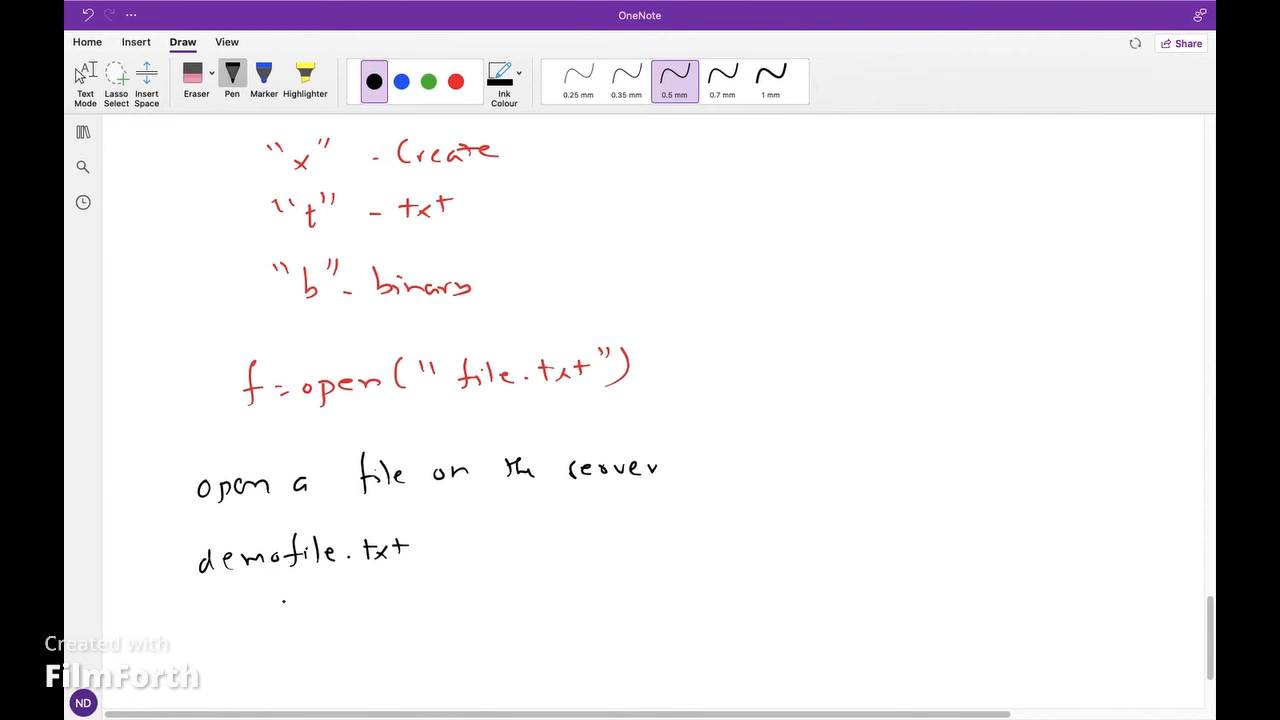 OneNote
Home Insert Draw View
Share
Text Mode Lasso Select Insert Space Eraser Pen Marker Highlighter Ink Colour 0.25 mm 0.35 mm 0.5 mm 0.7 mm 1 mm
"x" - Create
"t" - txt
"b" - binary
f=open("file.txt")
open a file on the server
demofile.txt
Created with
FilmForth
ND